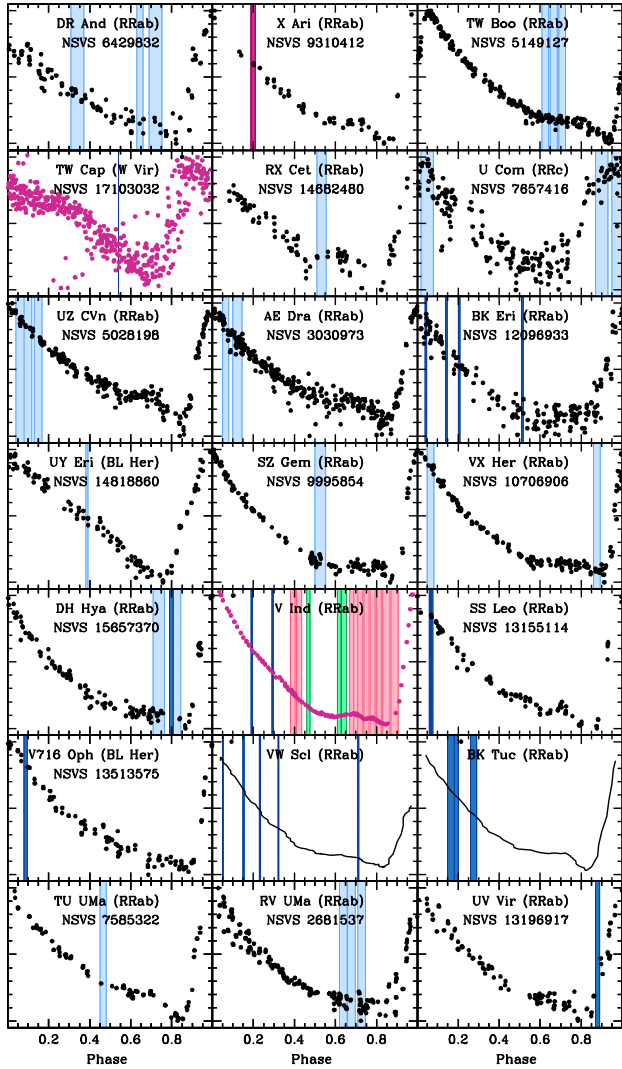 DR And (RRab)
NSVS 6429832
X Ari (RRab)
NSVS 9310412
TW Boo (RRab)
NSVS 5149127
TW Cap (W Vir)
NSVS 17103032
RX Cet (RRab)
NSVS 14682480
U Com (RRc)
NSVS 7657416
UZ CVn (RRab)
NSVS 5028198
AE Dra (RRab)
NSVS 3030973
BK Eri (RRab)
NSVS 12096933
UY Eri (BL Her)
NSVS 14818860
SZ Gem (RRab)
NSVS 9995854
VX Her (RRab)
NSVS 10706906
DH Hya (RRab)
NSVS 15657370
V Ind (RRab)
SS Leo (RRab)
NSVS 13155114
V716 Oph (BL Her)
NSVS 13513575
VW Scl (RRab)
BK Tuc (RRab)
TU UMa (RRab)
NSVS 7585322
RV UMa (RRab)
NSVS 2681537
UV Vir (RRab)
NSVS 13196917
0.2 0.4 0.6 0.8 0.2 0.4 0.6 0.8 0.2 0.4 0.6 0.8
Phase Phase Phase